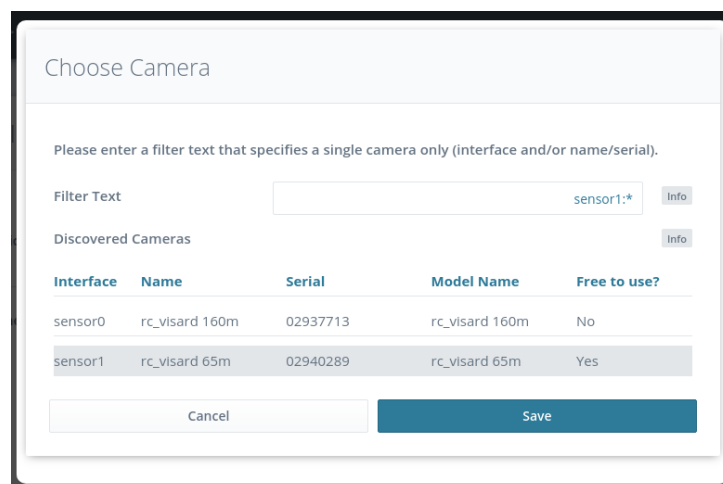 Choose Camera
Please enter a filter text that specifies a single camera only (interface and/or name/serial).
Filter Text sensor1:* Info
Discovered Cameras Info
Interface Name Serial Model Name Free to use?
sensor0 rc_visard 160m 02937713 rc_visard 160m No
sensor1 rc_visard 65m 02940289 rc_visard 65m Yes
Cancel Save